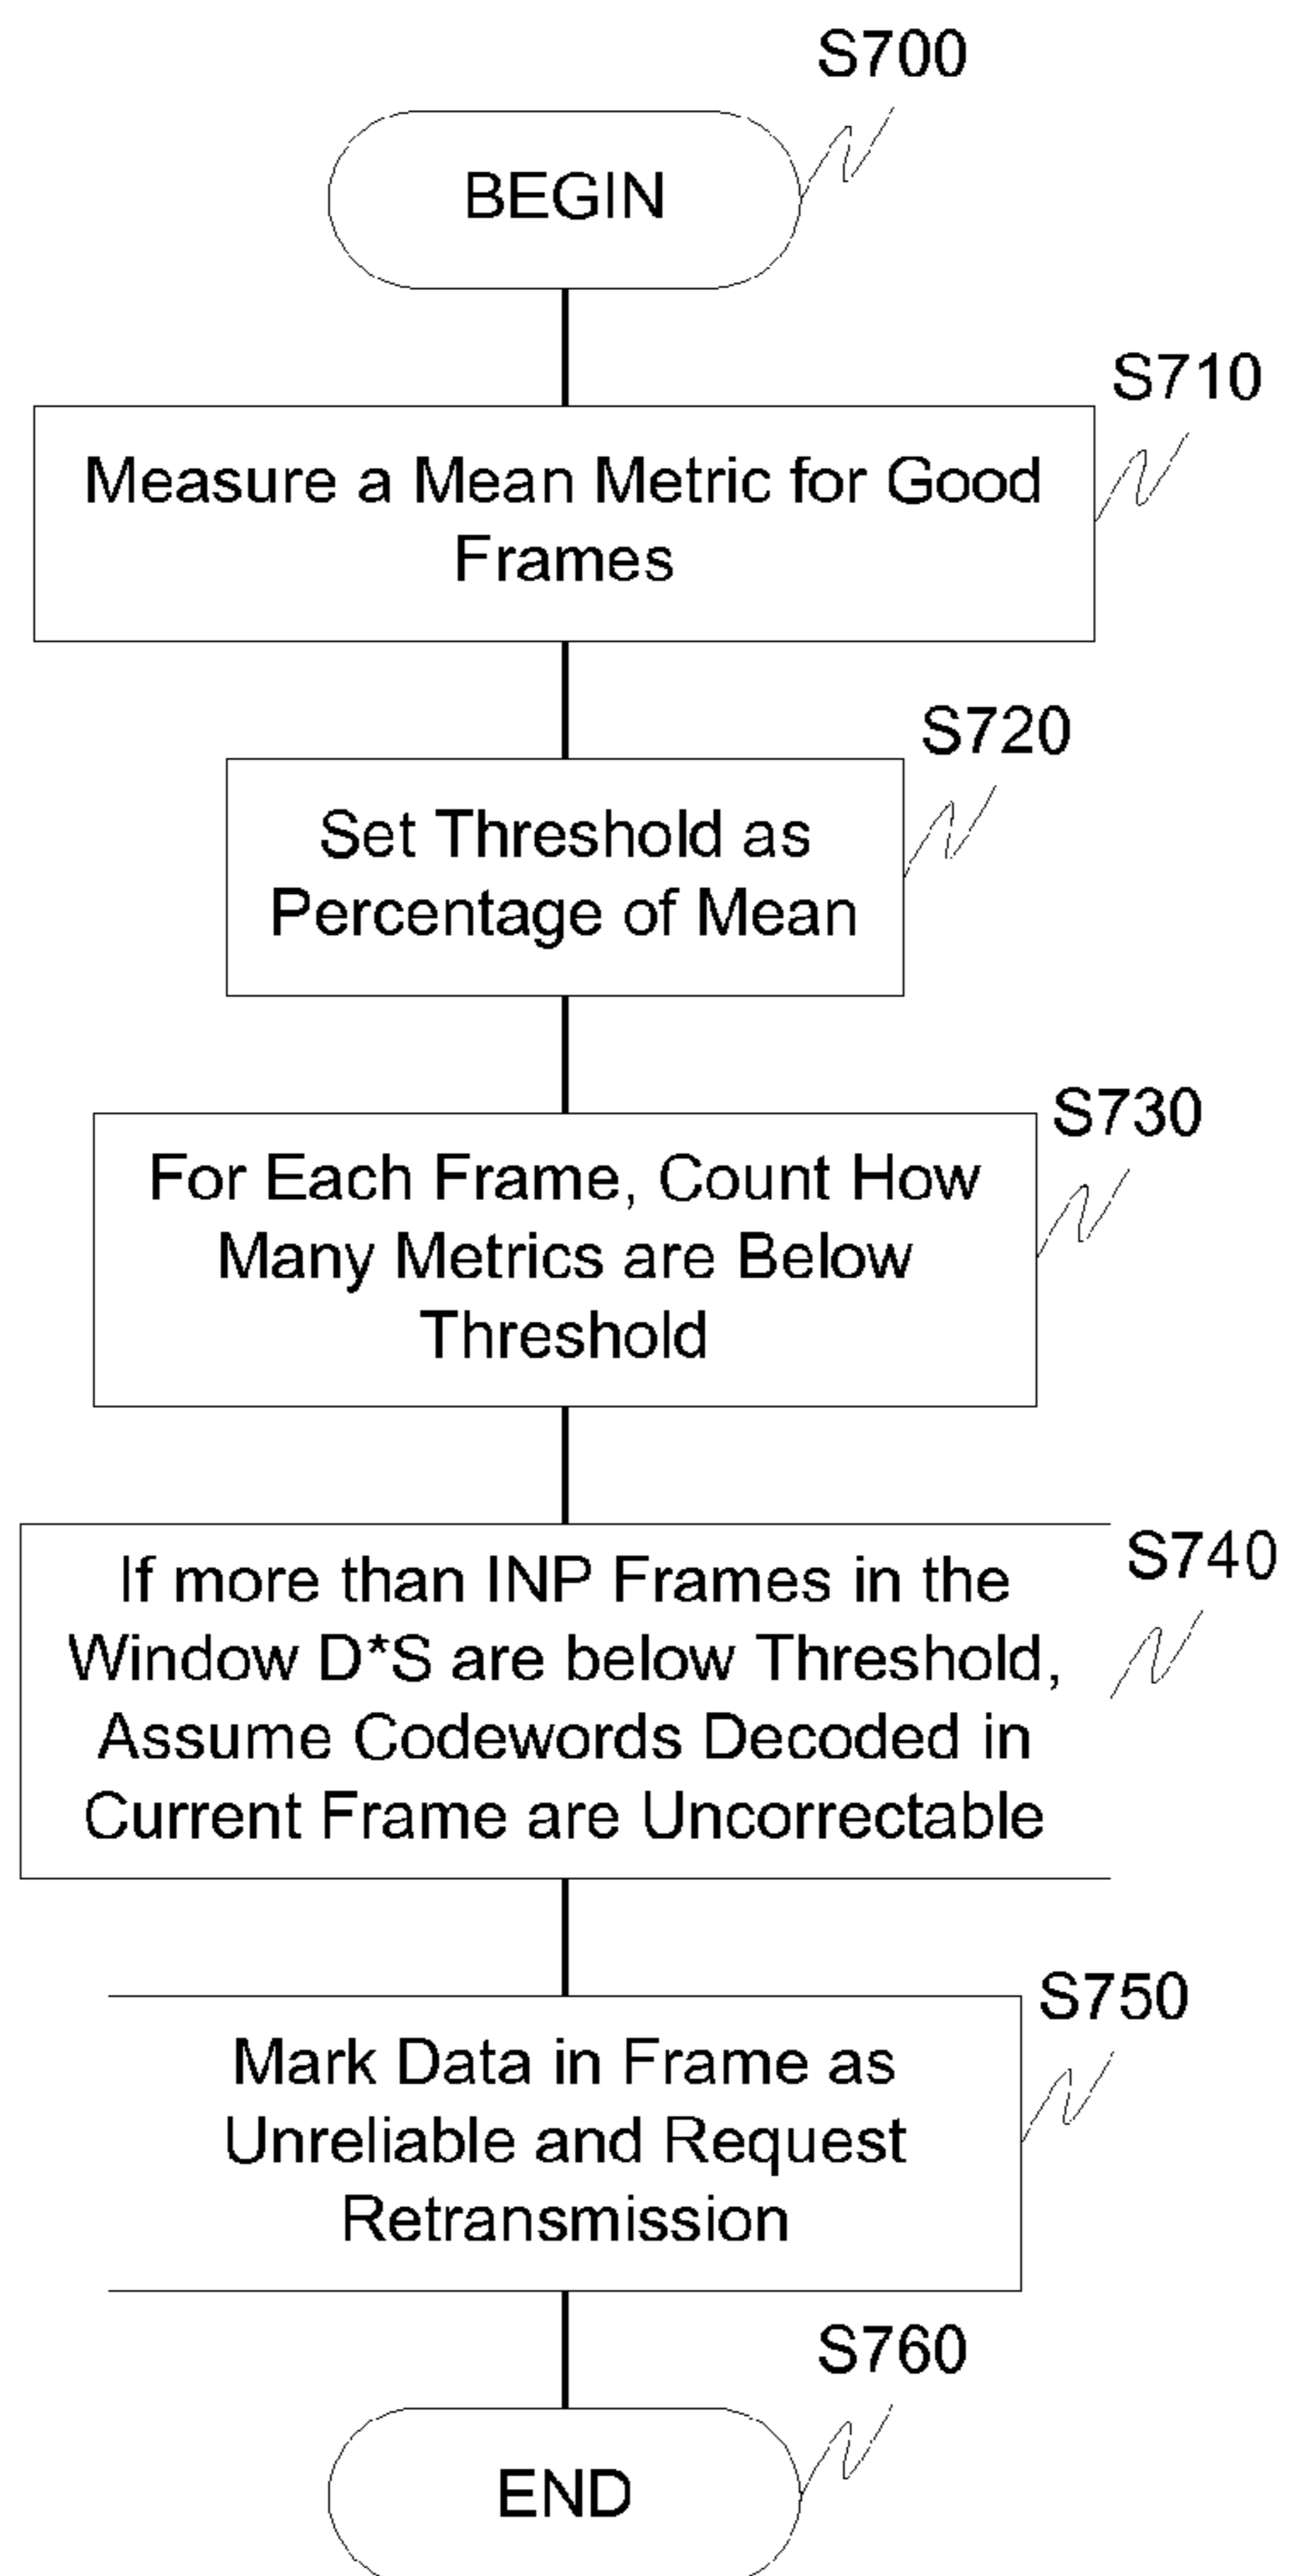 S700
BEGIN
S710
Measure a Mean Metric for Good
Frames
S720
Set Threshold as
Percentage of Mean
S730
For Each Frame, Count How
Many Metrics are Below
Threshold
S740
If more than INP Frames in the
Window D*S are below Threshold,
Assume Codewords Decoded in
Current Frame are Uncorrectable
S750
Mark Data in Frame as
Unreliable and Request
Retransmission
S760
END